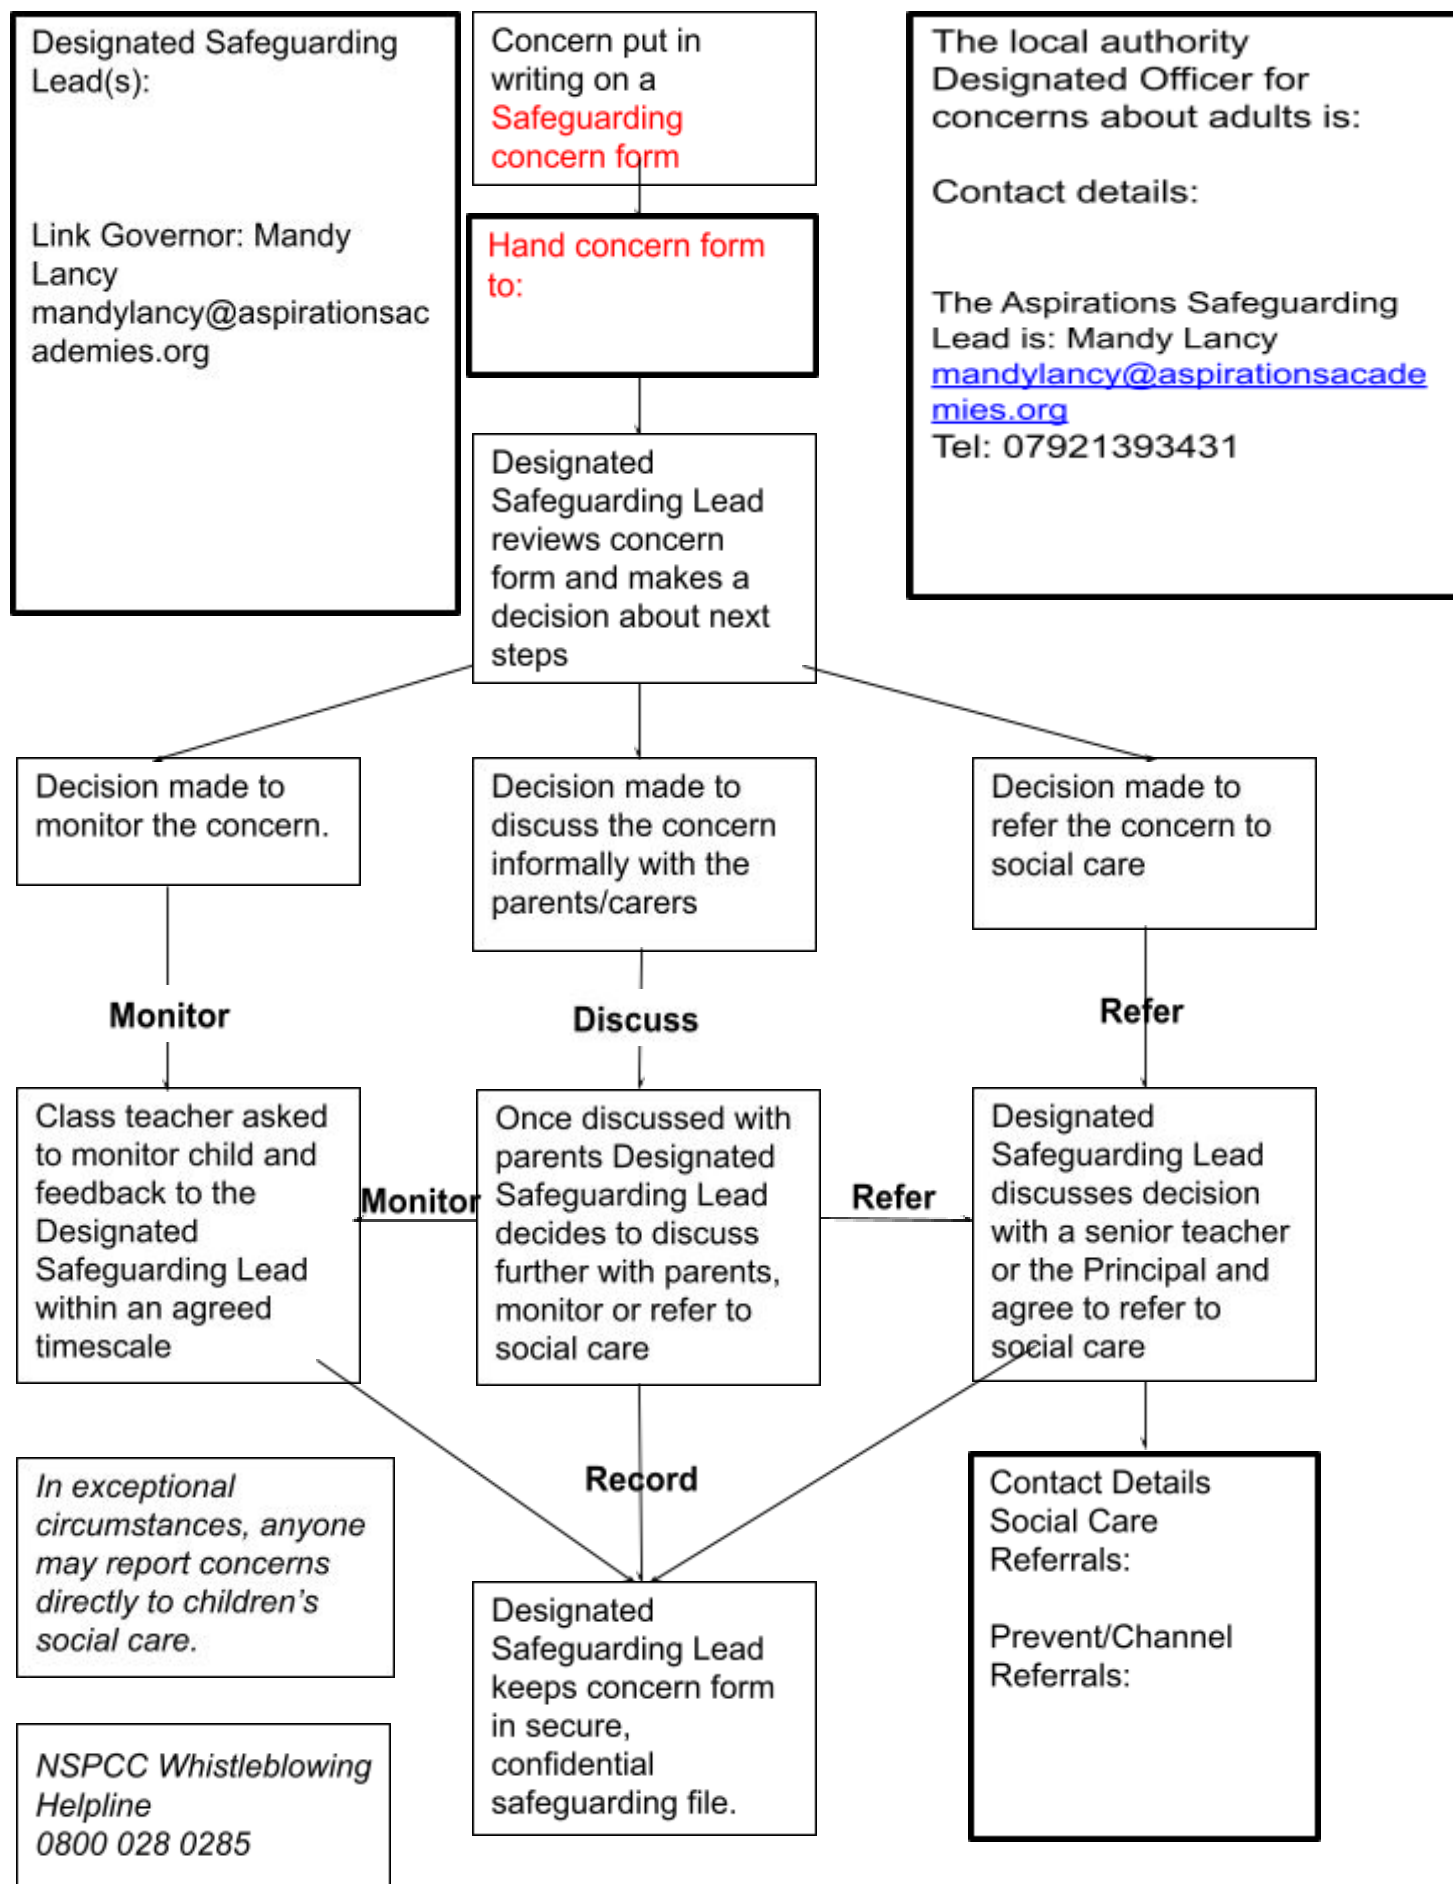 Designated Safeguarding
Lead(s):
Link Governor: Mandy
Lancy
mandylancy@aspirationsac
ademies.org
Concern put in
writing on a
Safeguarding
concern form
Hand concern form
to:
The local authority
Designated Officer for
concerns about adults is:
Contact details:
The Aspirations Safeguarding
Lead is: Mandy Lancy
mandylancy@aspirationsacade
mies.org
Tel: 07921393431
Designated
Safeguarding Lead
reviews concern
form and makes a
decision about next
steps
Decision made to
monitor the concern.
Decision made to
discuss the concern
informally with the
parents/carers
Decision made to
refer the concern to
social care
Monitor
Discuss
Refer
Class teacher asked
to monitor child and
feedback to the
Designated
Safeguarding Lead
within an agreed
timescale
Monitor
Once discussed with
parents Designated
Safeguarding Lead
decides to discuss
further with parents,
monitor or refer to
social care
Refer
Designated
Safeguarding Lead
discusses decision
with a senior teacher
or the Principal and
agree to refer to
social care
In exceptional
circumstances, anyone
may report concerns
directly to children's
social care.
Record
Contact Details
Social Care
Referrals:
Prevent/Channel
Referrals:
Designated
Safeguarding Lead
keeps concern form
in secure,
confidential
safeguarding file.
NSPCC Whistleblowing
Helpline
0800 028 0285